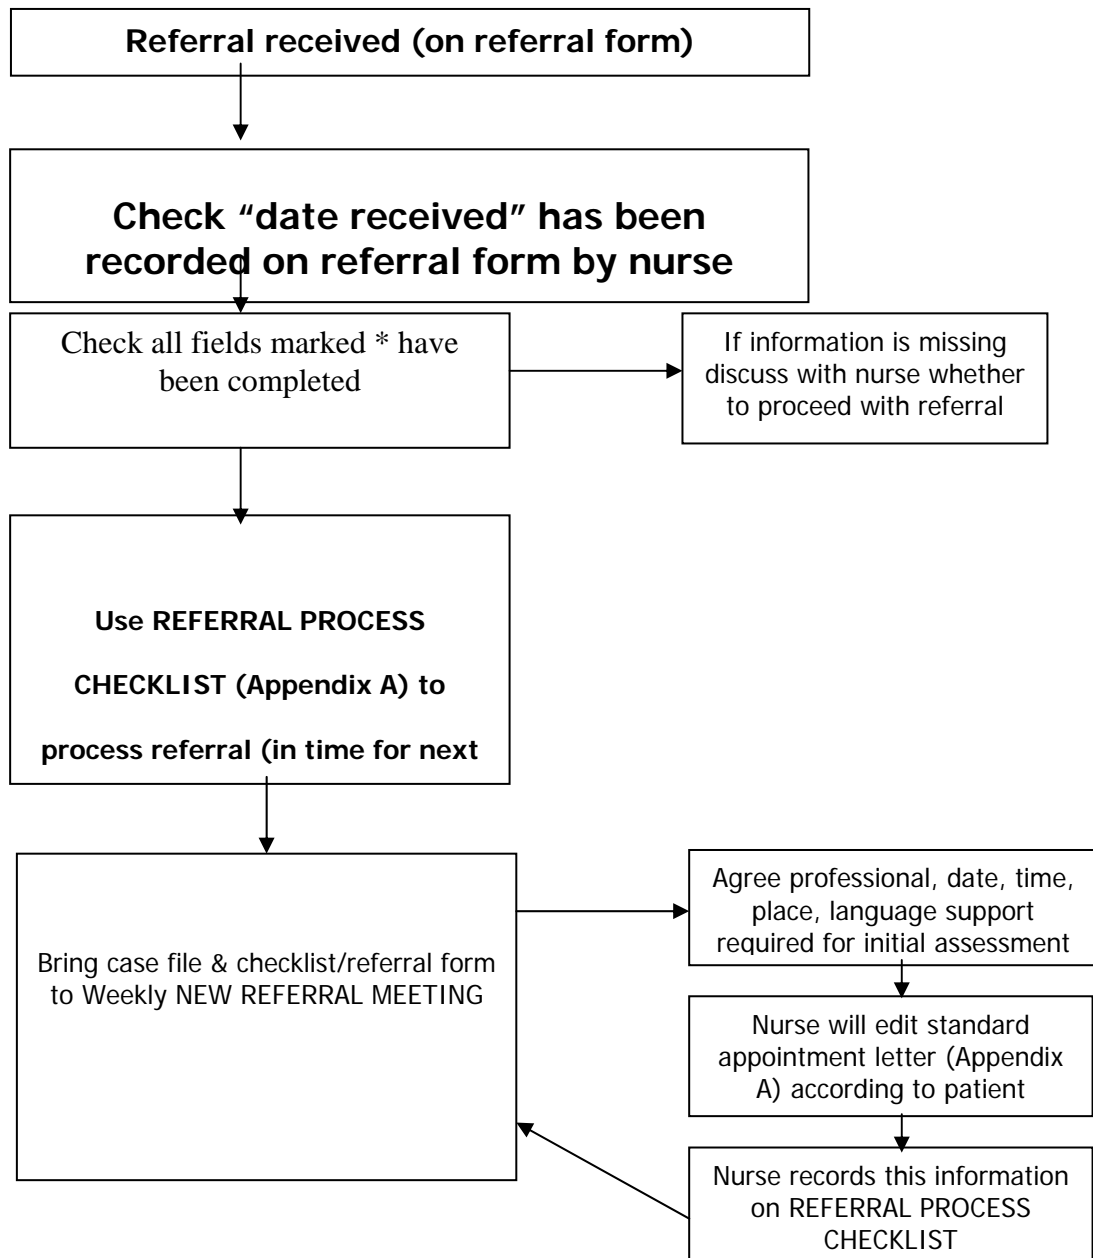 Referral received (on referral form)
Check “date received” has been
recorded on referral form by nurse
Check all fields marked * have
been completed
If information is missing
discuss with nurse whether
to proceed with referral
Use REFERRAL PROCESS
CHECKLIST (Appendix A) to
process referral (in time for next
Bring case file & checklist/referral form
to Weekly NEW REFERRAL MEETING
Agree professional, date, time,
place, language support
required for initial assessment
Nurse will edit standard
appointment letter (Appendix
A) according to patient
Nurse records this information
on REFERRAL PROCESS
CHECKLIST